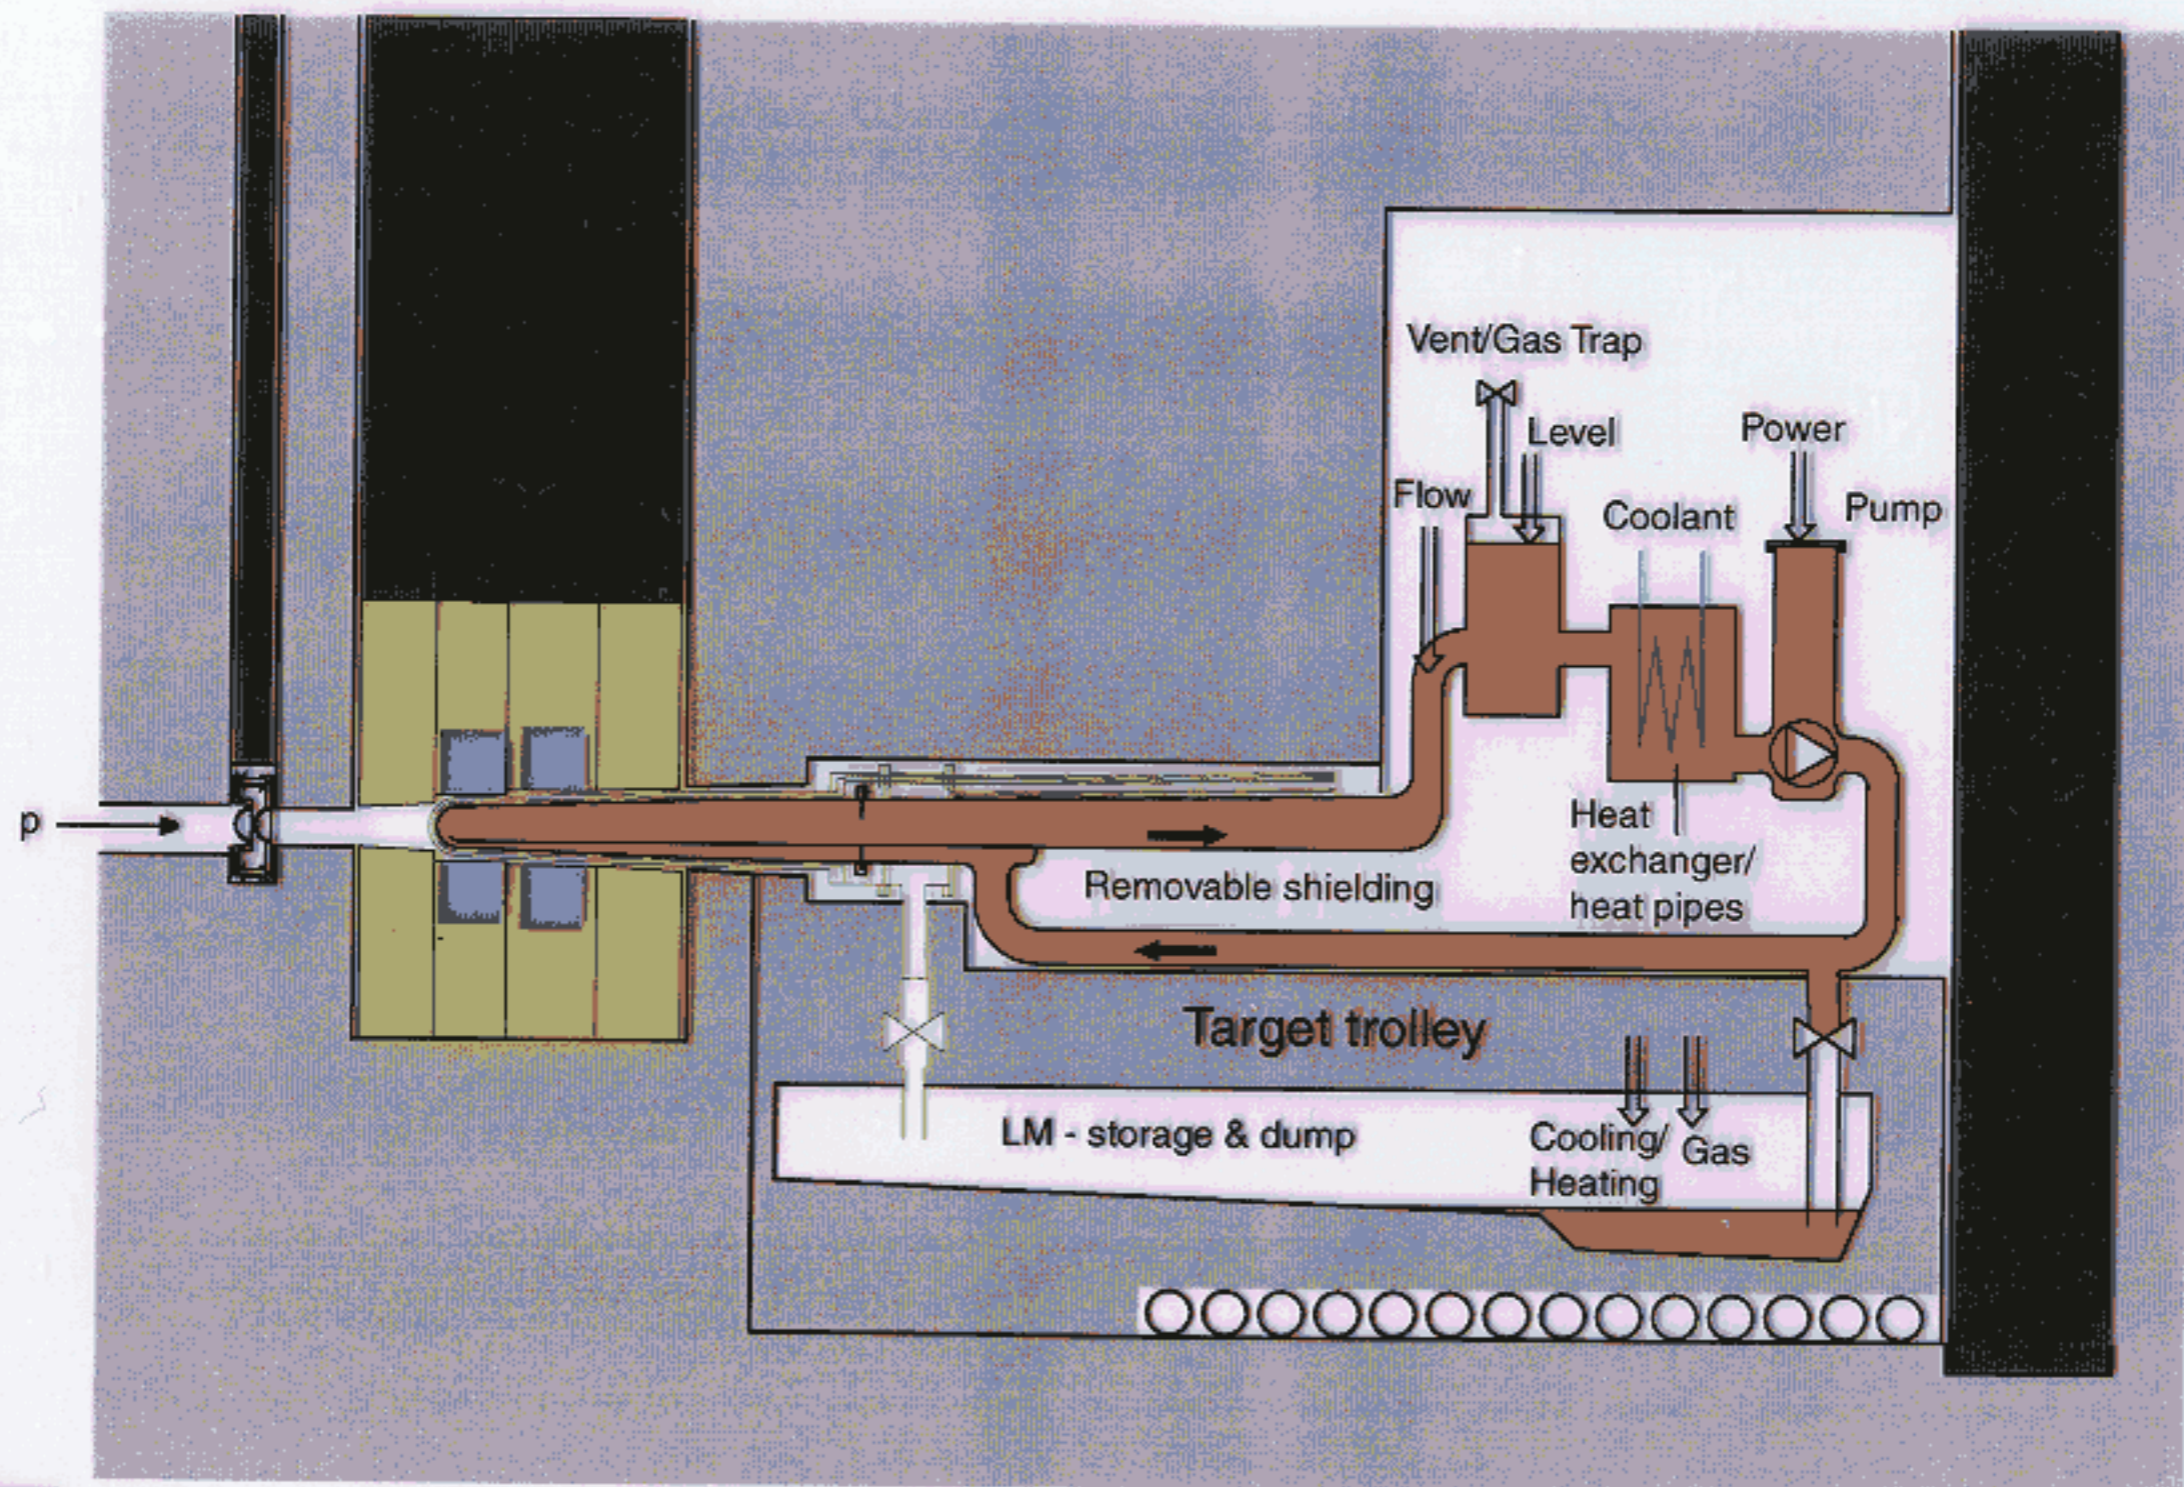 Vent/Gas Trap
Level
Power
Flow
Coolant
Pump
p
Heat
exchanger/
heat pipes
Removable shielding
Target trolley
LM - storage & dump
Cooling/
Heating
Gas